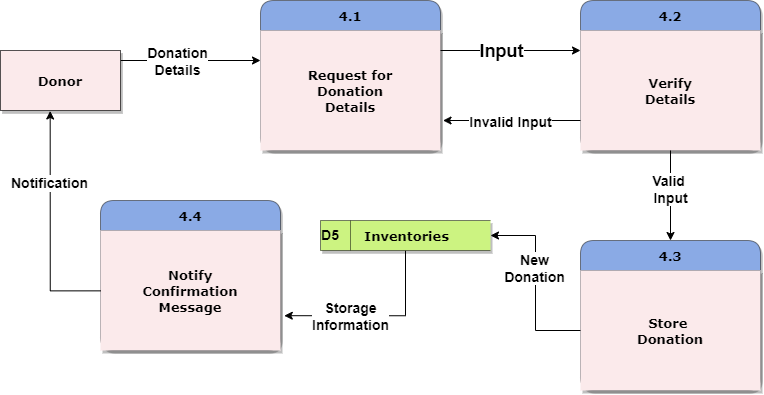 4.1
Request for
Donation
Details
4.2
Verify
Details
Donor
Donation
Details
Input
Invalid Input
Valid
Input
Notification
4.4
Notify
Confirmation
Message
D5 Inventories
Storage
Information
New
Donation
4.3
Store
Donation